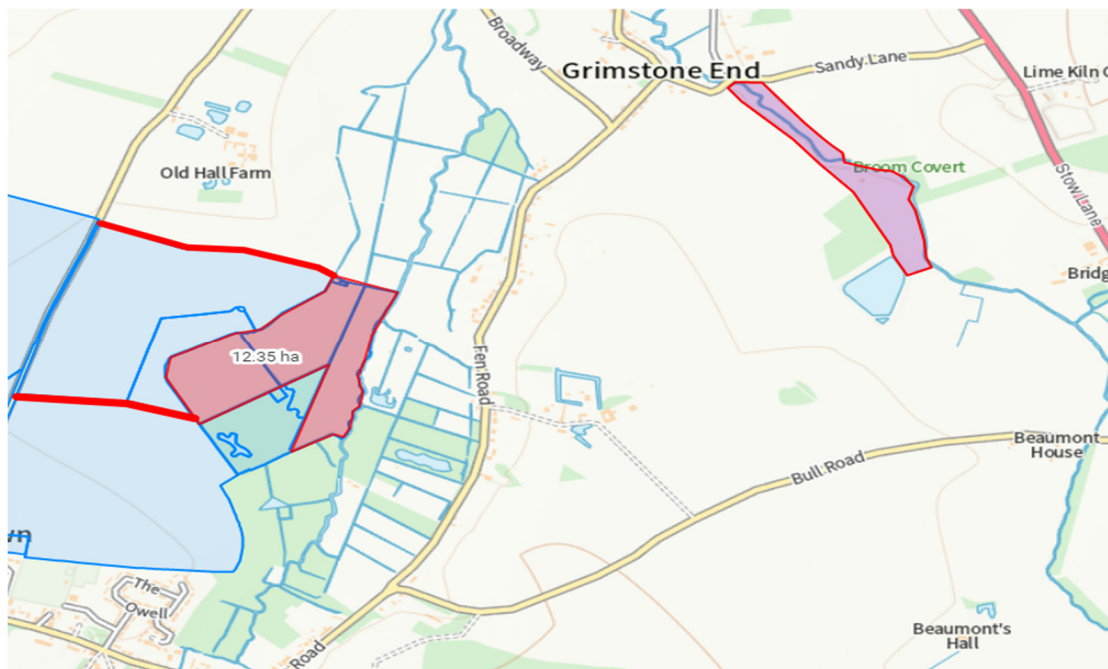 Broadway
Grimstone End
Sandy Lane
Lime Kiln
Old Hall Farm
Broom Covert
Stow Lane
Bridg
12.35 ha
Fen Road
Beaumont
House
Bull Road
wn
The
Owell
Road
Beaumont's
Hall